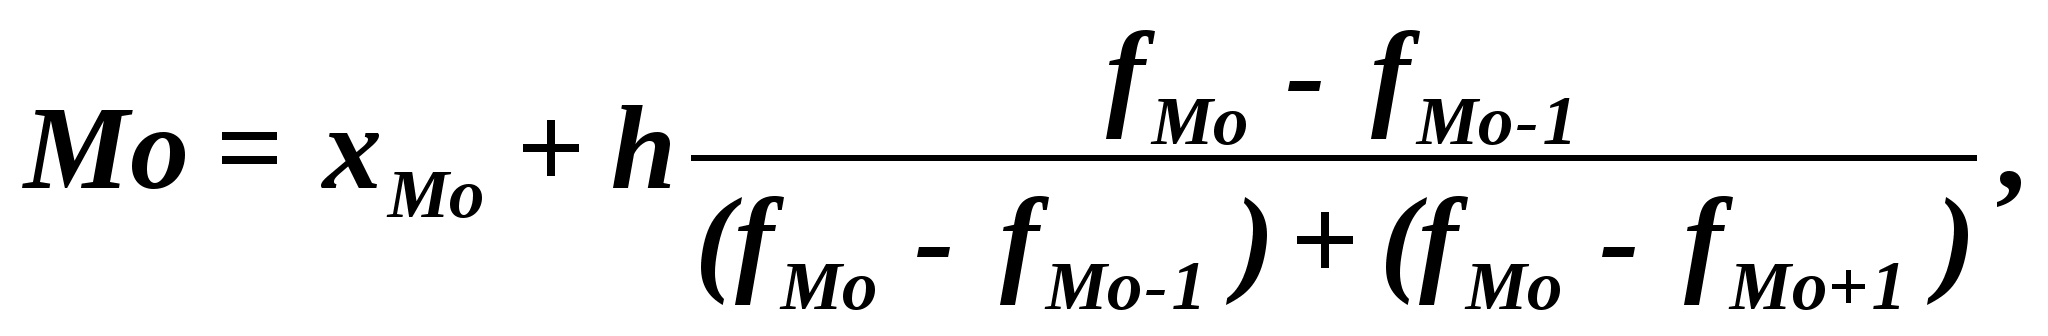 Mo = x_Mo + h (f_Mo - f_Mo-1) / ((f_Mo - f_Mo-1) + (f_Mo - f_Mo+1)),